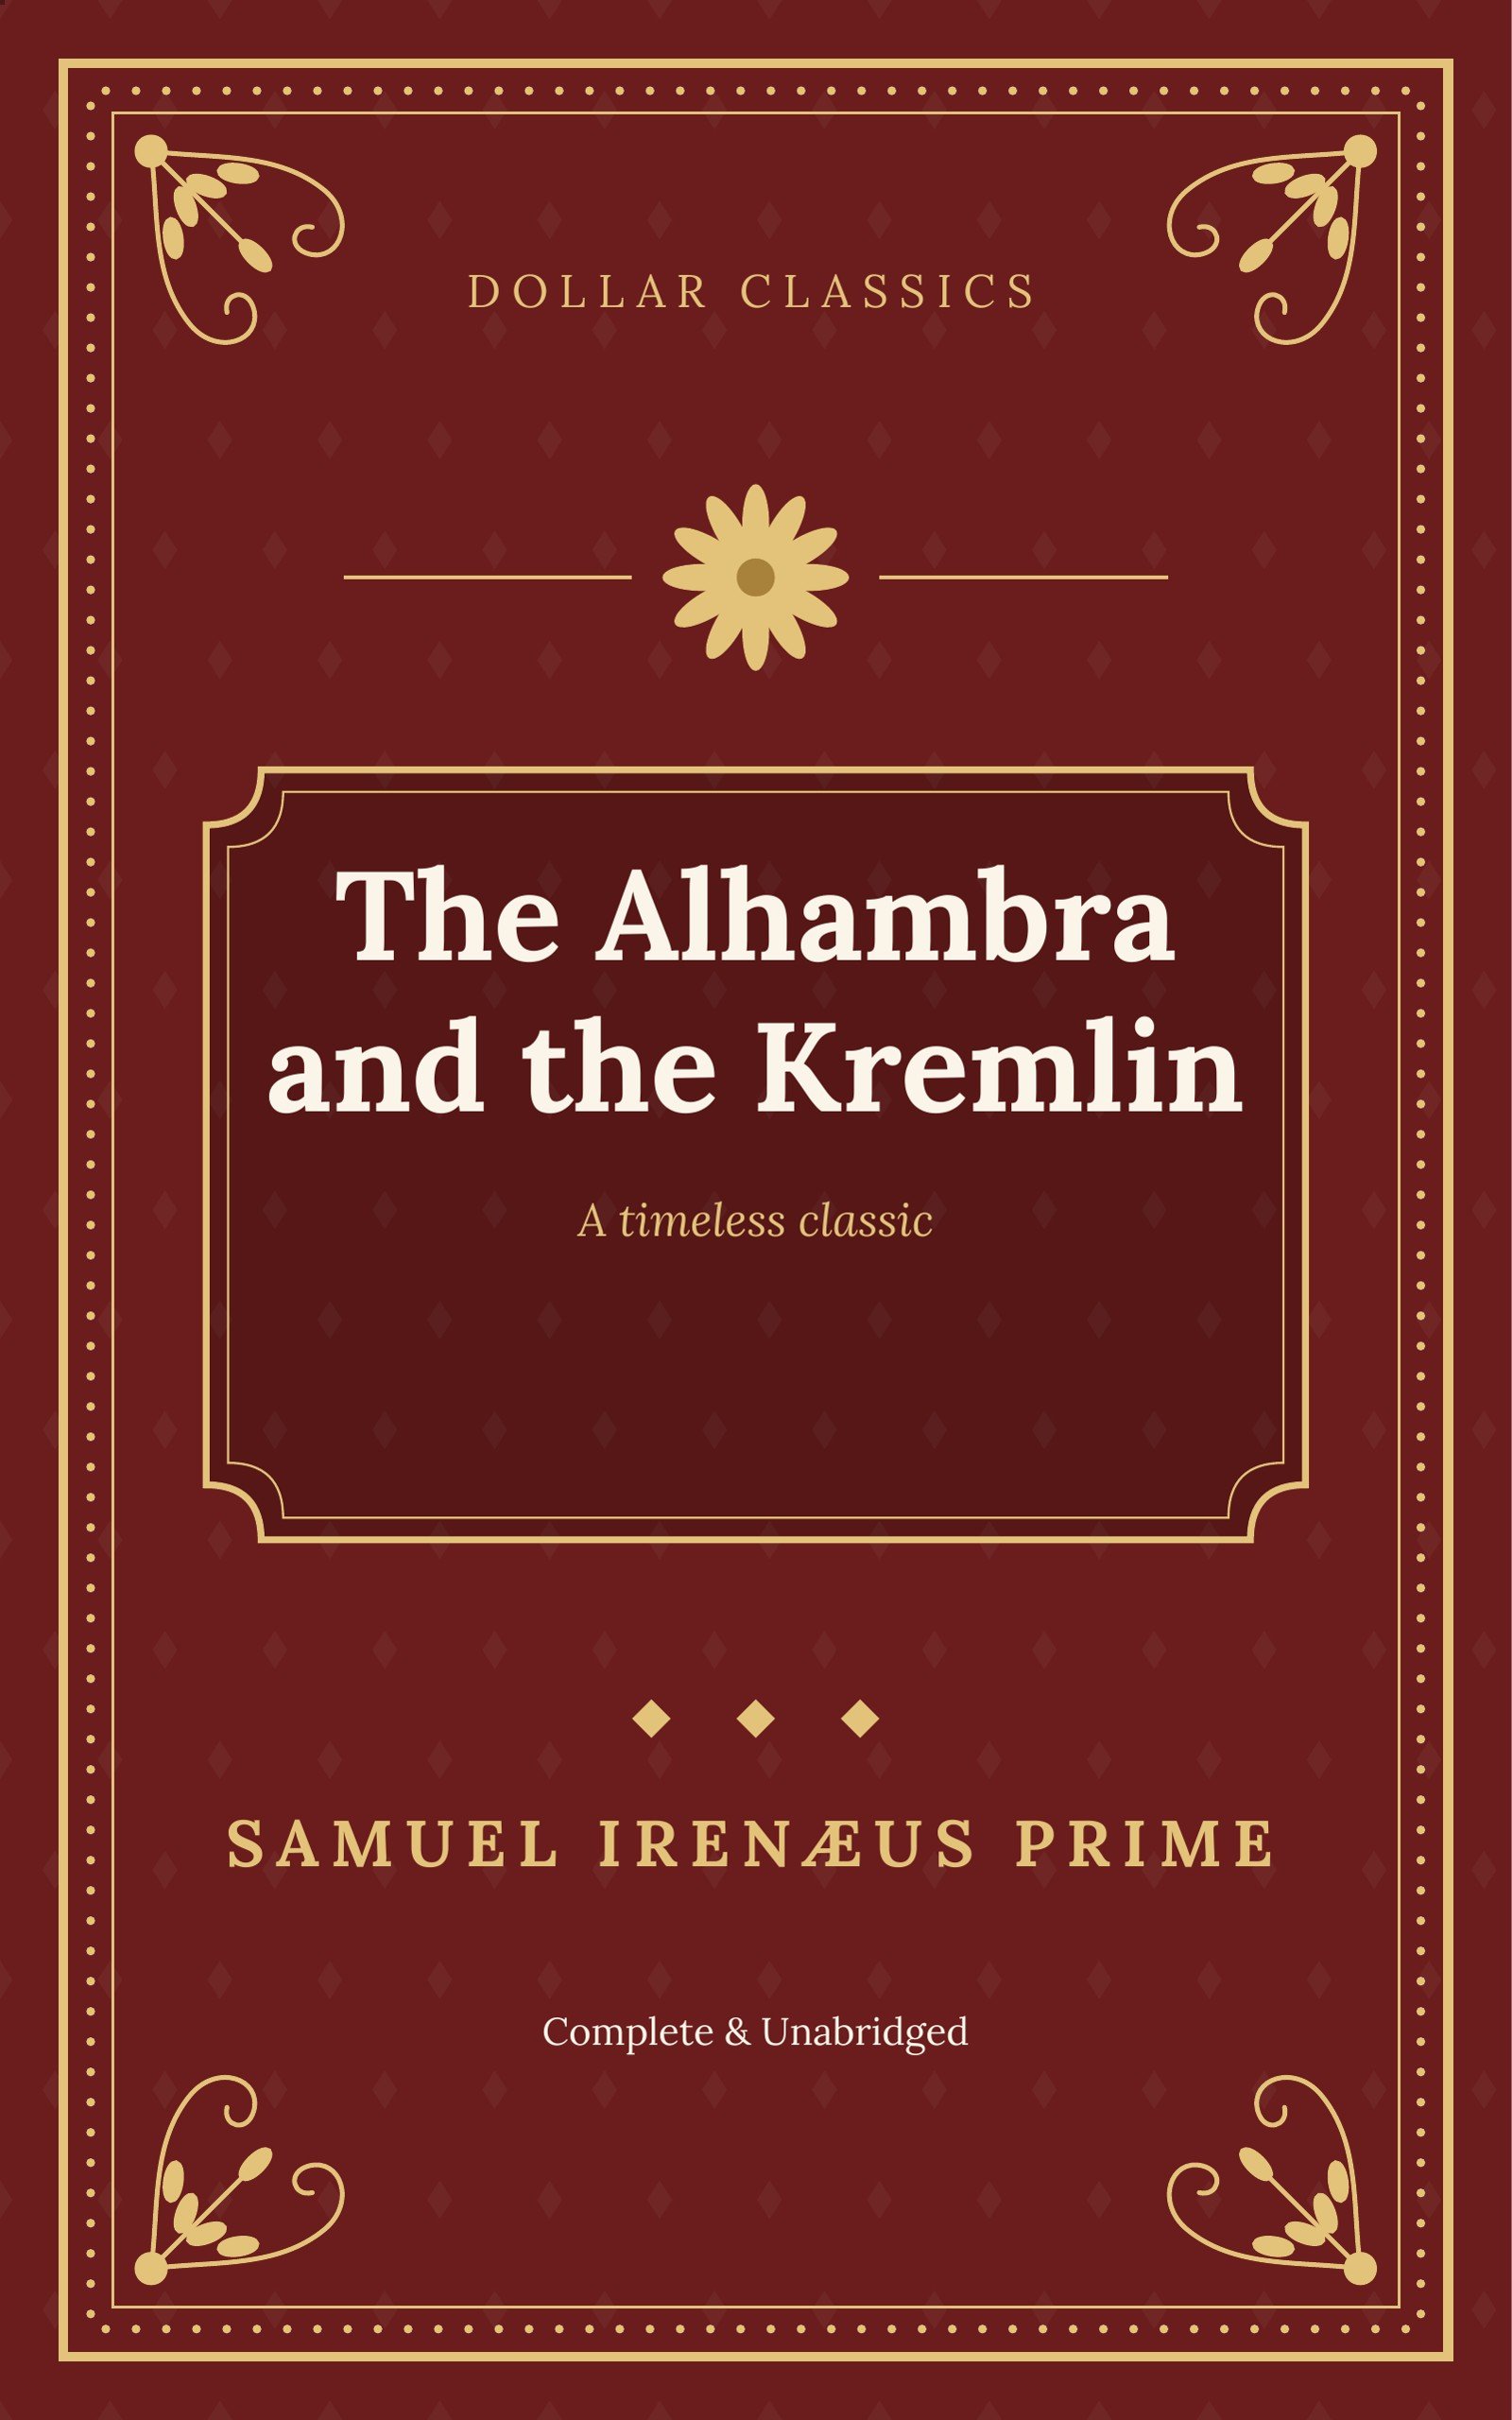 DOLLAR CLASSICS
The Alhambra
and the Kremlin
A timeless classic
SAMUEL IRENÆUS PRIME
Complete & Unabridged